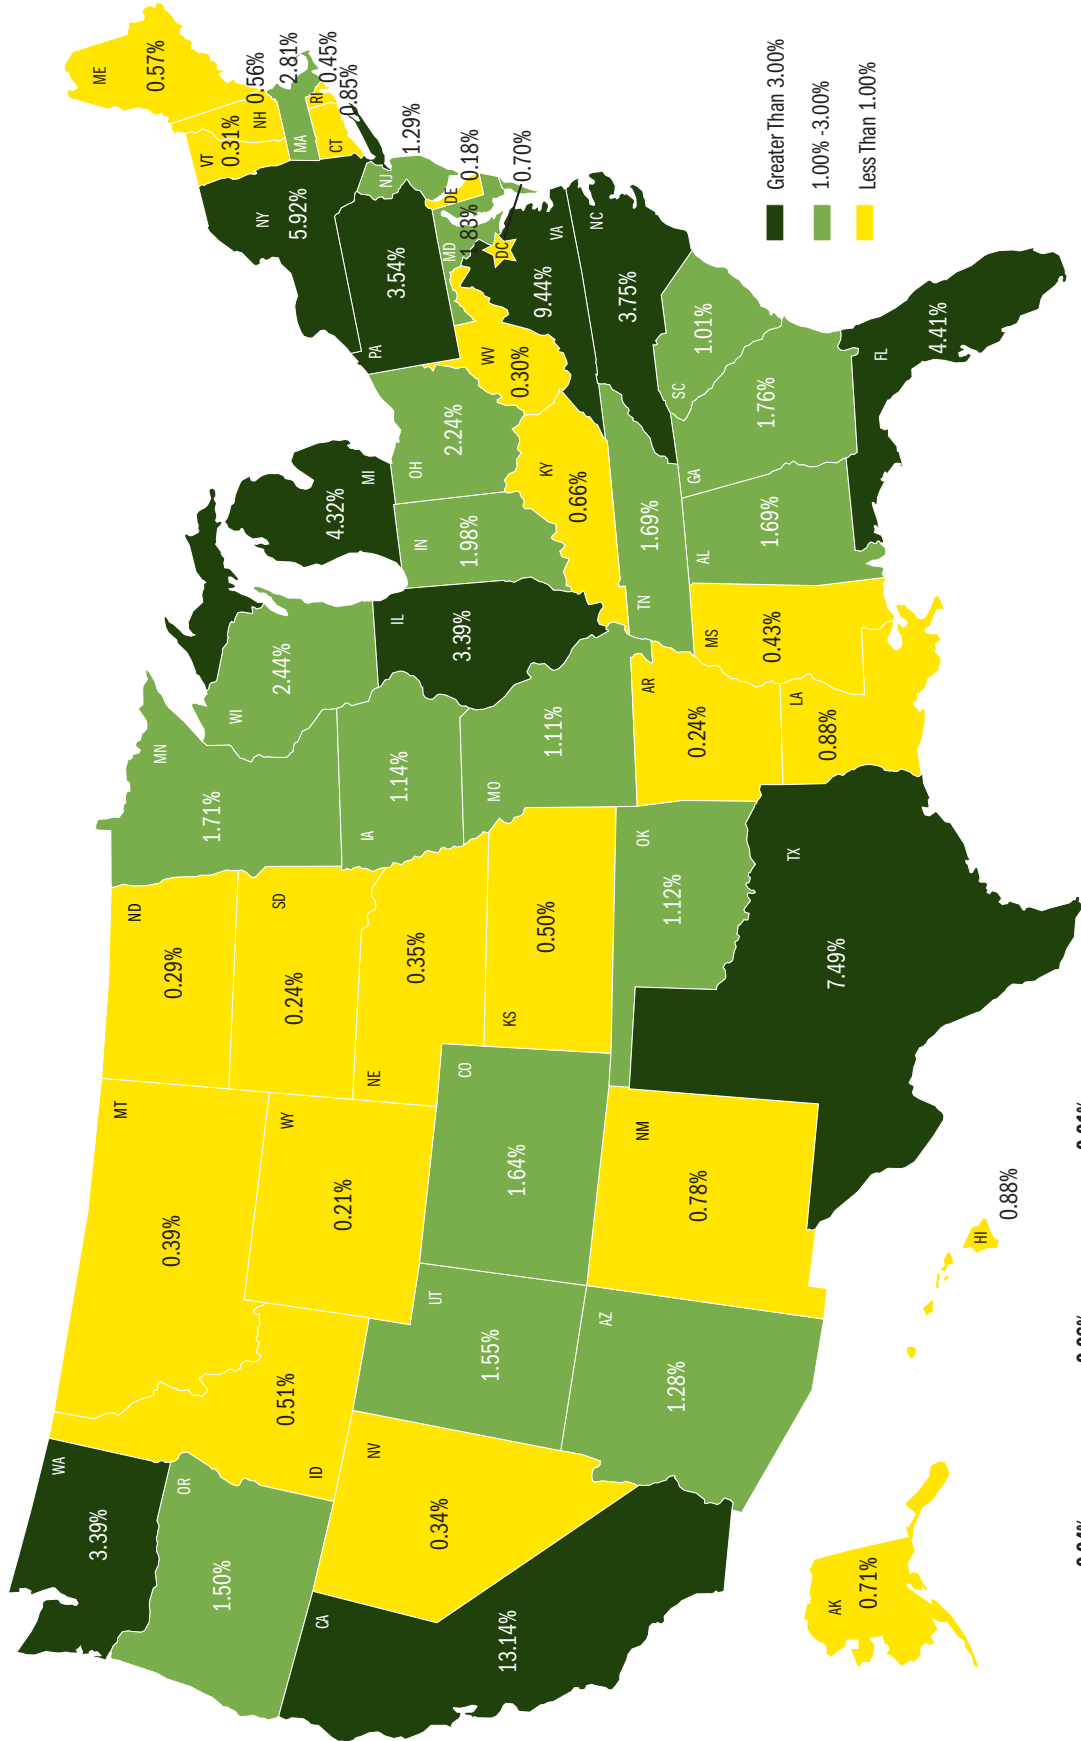 WA
3.39%
OR
1.50%
CA
13.14%
ID
0.51%
NV
0.34%
MT
0.39%
WY
0.21%
UT
1.55%
AZ
1.28%
CO
1.64%
NM
0.78%
ND
0.29%
SD
0.24%
NE
0.35%
KS
0.50%
OK
1.12%
TX
7.49%
MN
1.71%
IA
1.14%
MO
1.11%
AR
0.24%
LA
0.88%
WI
2.44%
IL
3.39%
MS
0.43%
MI
4.32%
IN
1.98%
OH
2.24%
KY
0.66%
TN
1.69%
AL
1.69%
GA
1.76%
FL
4.41%
SC
1.01%
NC
3.75%
VA
9.44%
WV
0.30%
DC
0.70%
MD
1.83%
DE
0.18%
PA
3.54%
NJ
1.29%
NY
5.92%
CT
0.85%
RI
0.45%
MA
2.81%
VT
0.31%
NH
0.56%
ME
0.57%
AK
0.71%
HI
0.88%
Greater Than 3.00%
1.00% -3.00%
Less Than 1.00%